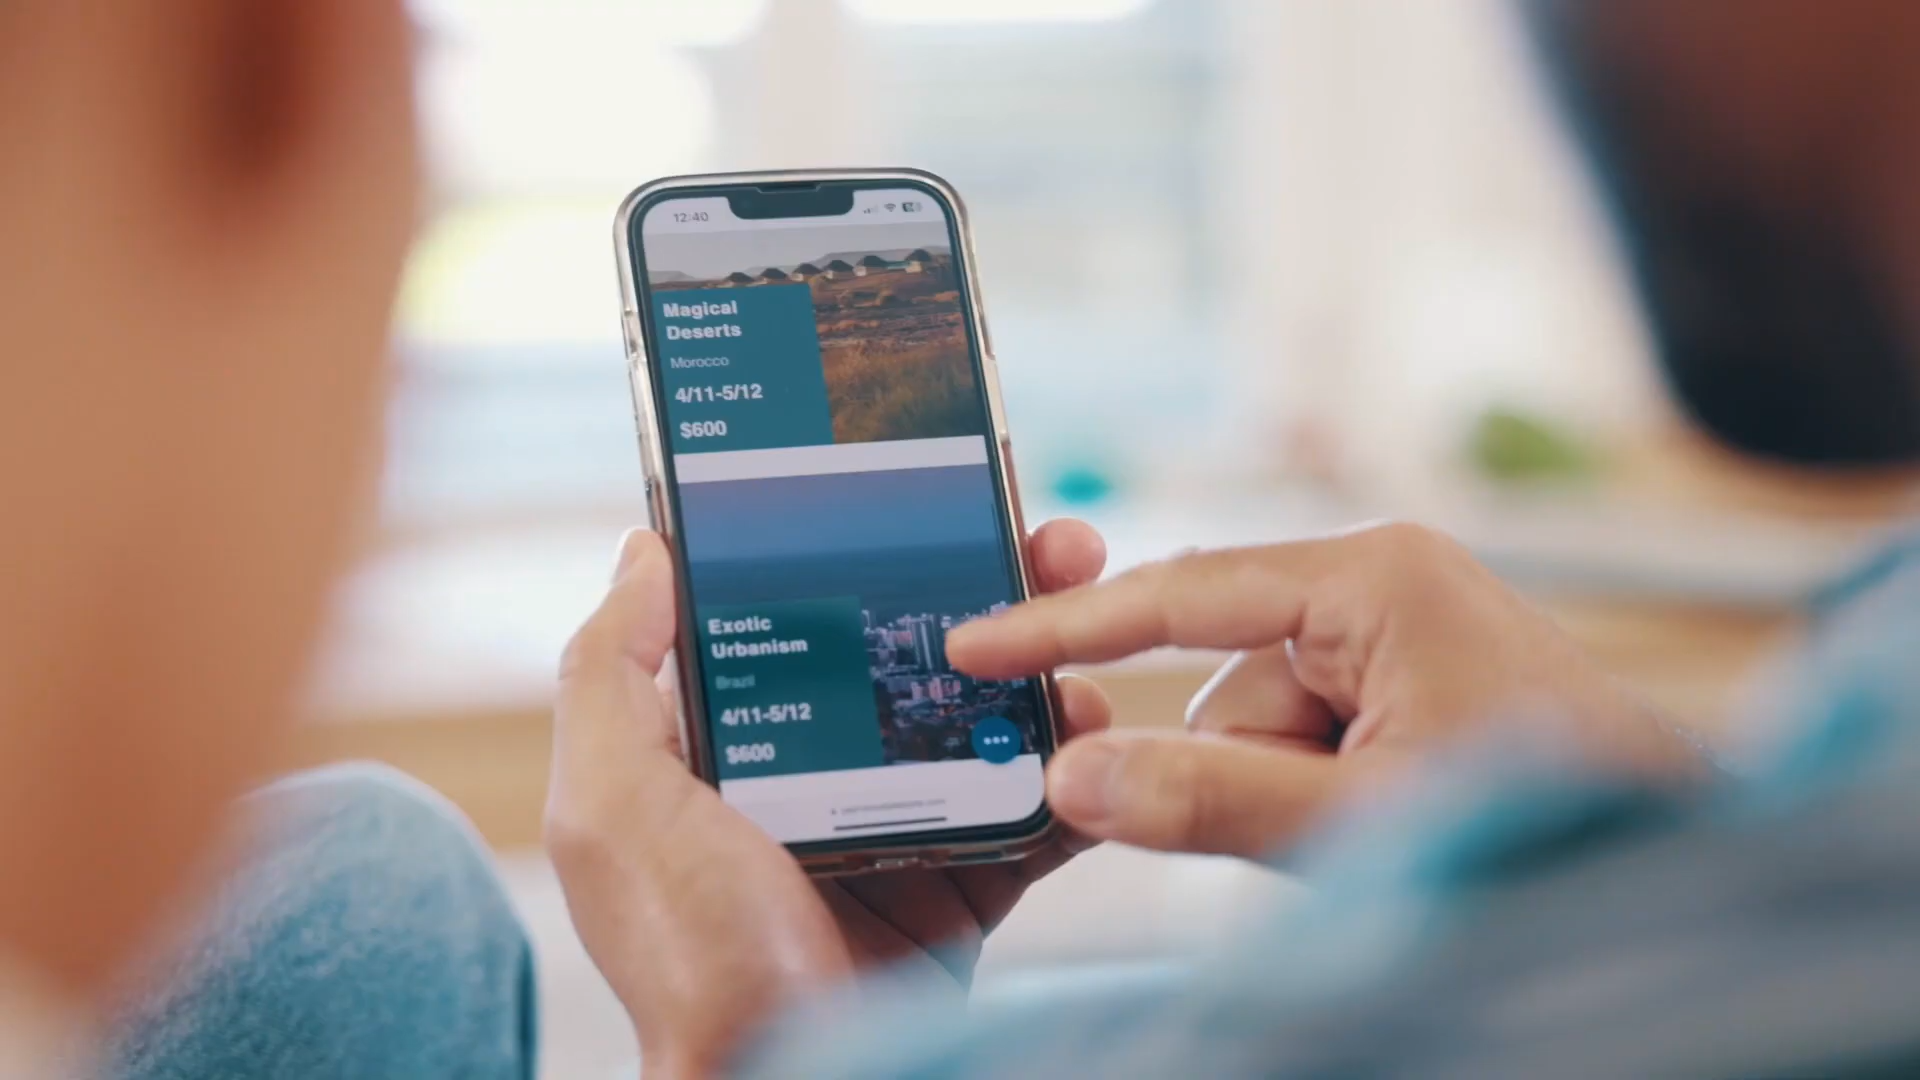 12:40
Magical
Deserts
Morocco
4/11-5/12
$600
Exotic
Urbanism
Brazil
4/11-5/12
$600